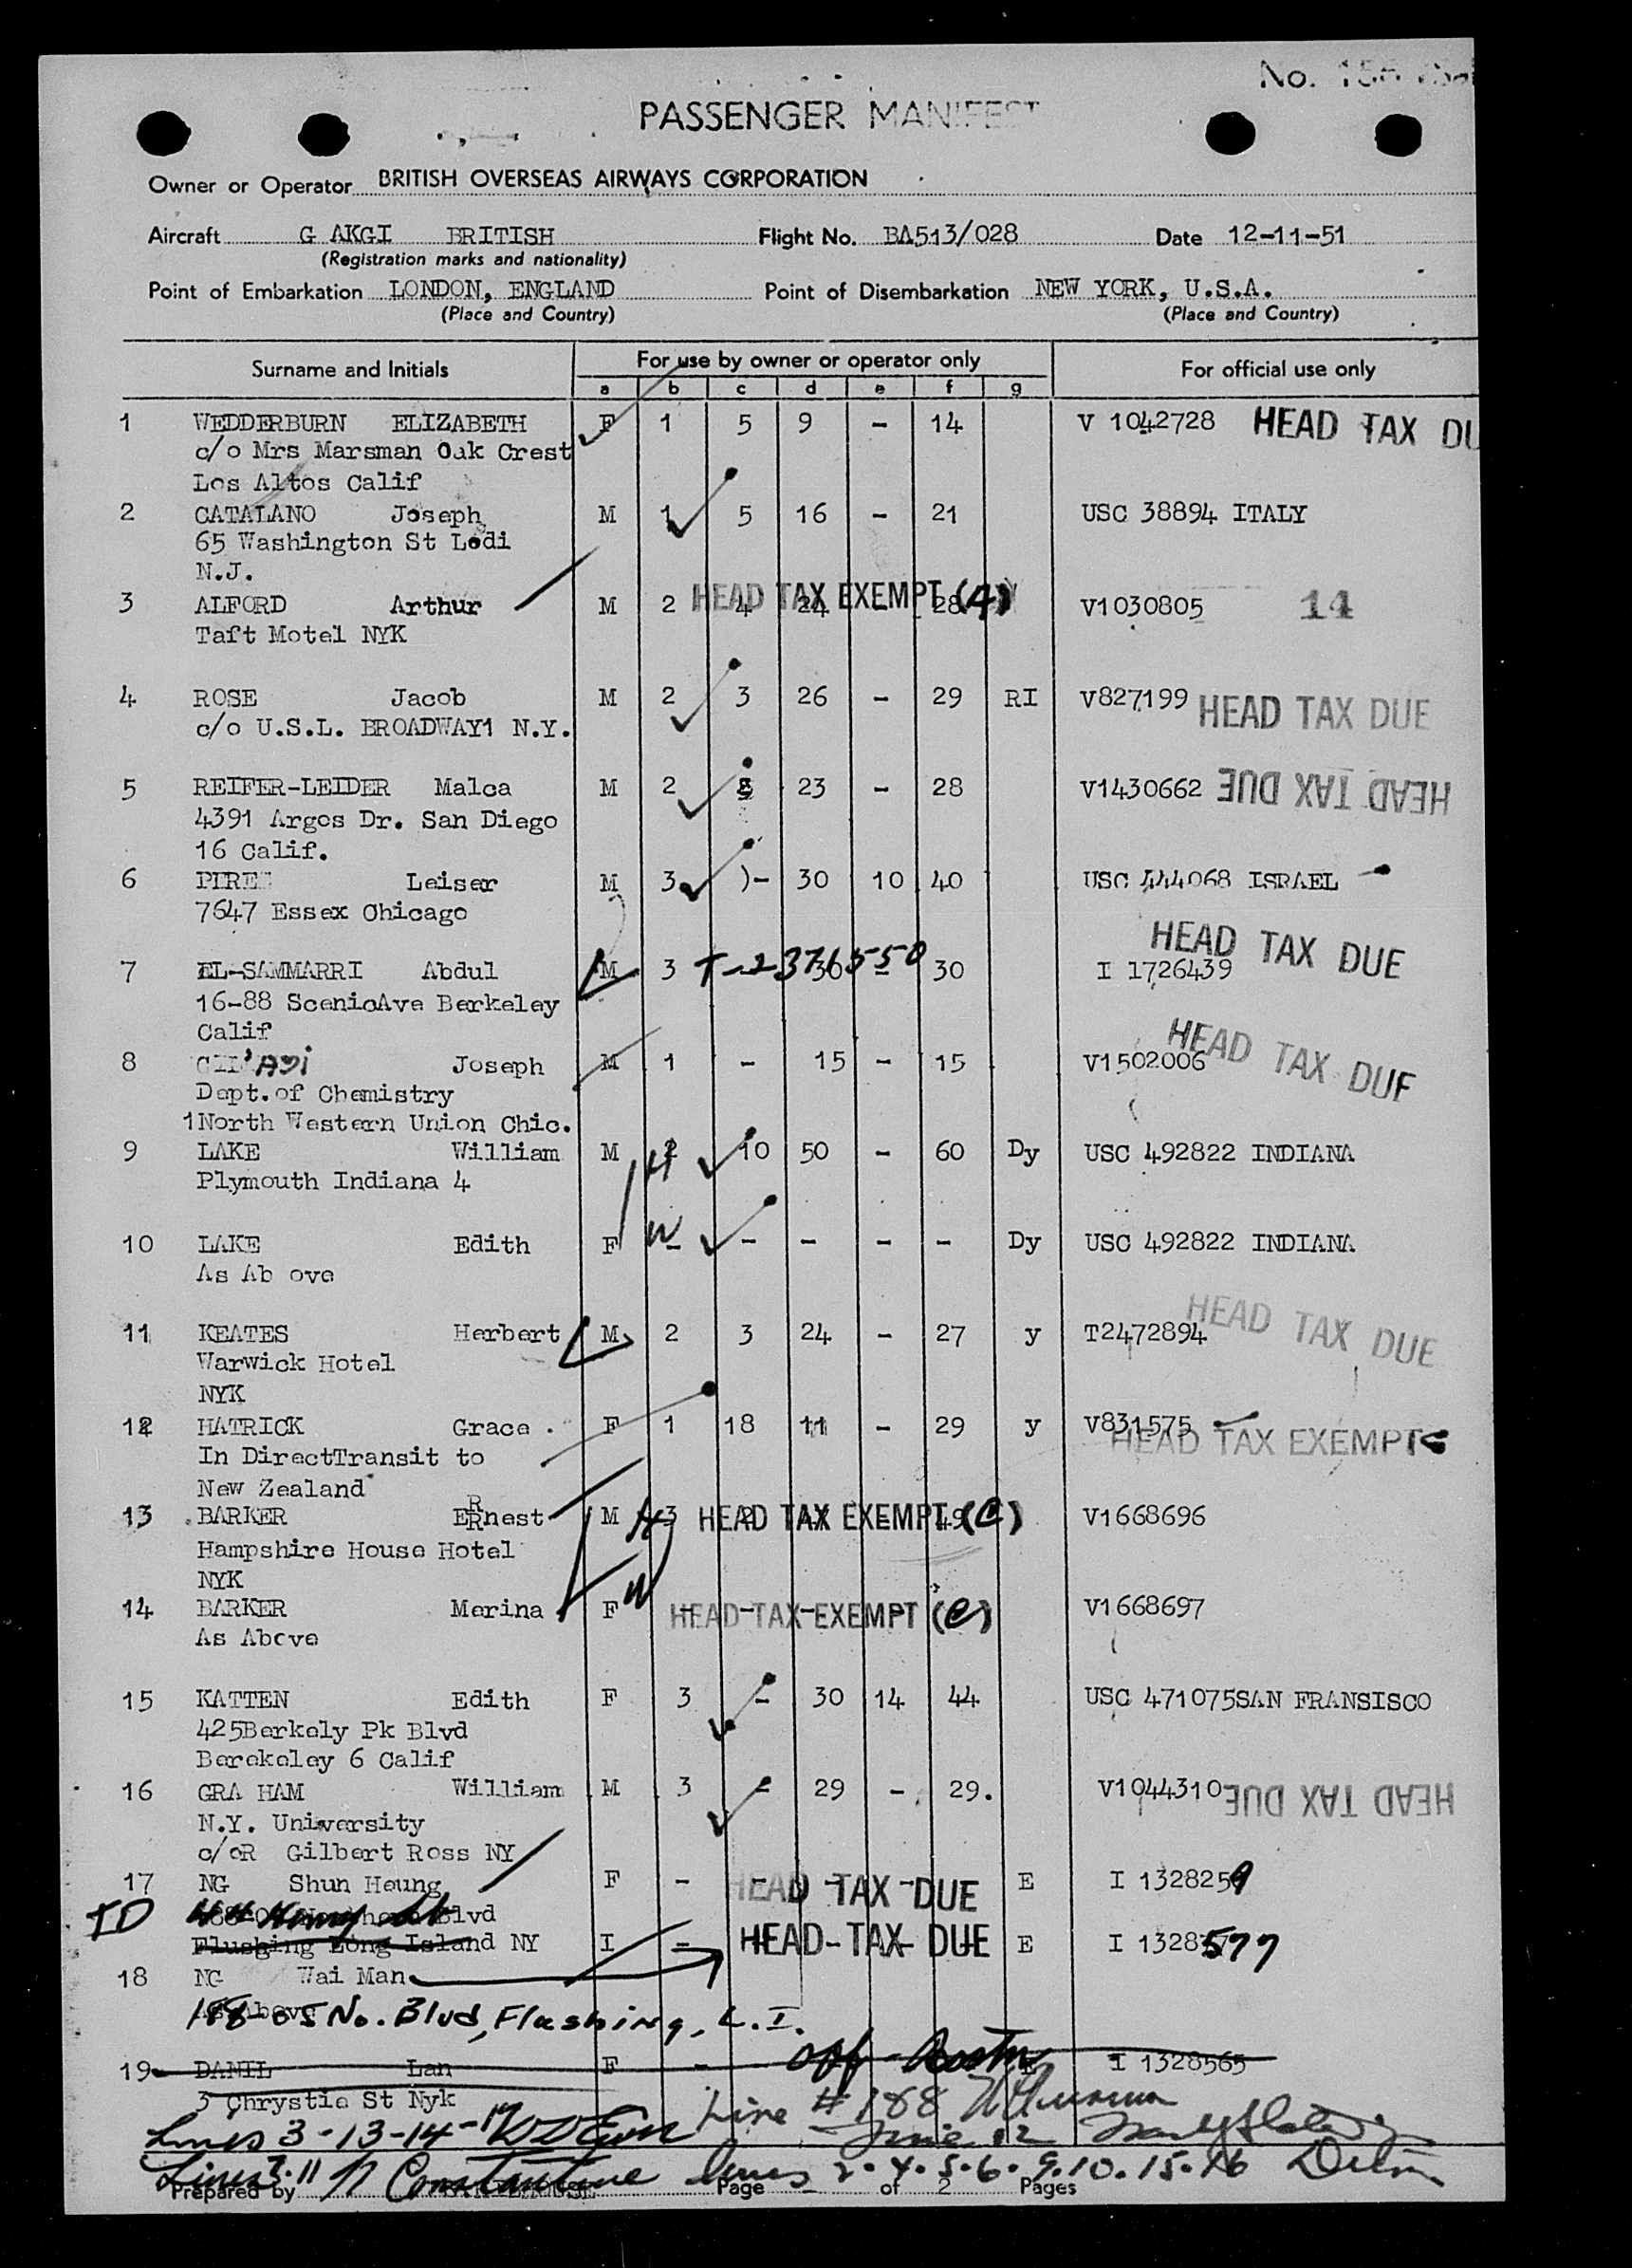 No.
PASSENGER MANIFEST
Owner or Operator BRITISH OVERSEAS AIRWAYS CORPORATION
Aircraft G AKGI BRITISH Flight No. BA513/028 Date 12-11-51
(Registration marks and nationality)
Point of Embarkation LONDON, ENGLAND Point of Disembarkation NEW YORK, U.S.A.
(Place and Country) (Place and Country)
Surname and Initials For use by owner or operator only For official use only
a b c d e f g
1 WEDDERBURN ELIZABETH F 1 5 9 - 14 V 1042728 HEAD TAX DU
c/o Mrs Marsman Oak Crest
Los Altos Calif
2 CATALANO Joseph M 1 5 16 - 21 USC 38894 ITALY
65 Washington St Lodi
N.J.
3 ALFORD Arthur M 2 4 24 - 28 HEAD TAX EXEMPT (A) V1030805 14
Taft Motel NYK
4 ROSE Jacob M 2 3 26 - 29 RI V827199 HEAD TAX DUE
c/o U.S.L. BROADWAY1 N.Y.
5 REIFER-LEIDER Malca M 2 5 23 - 28 V1430662 HEAD TAX DUE
4391 Argos Dr. San Diego
16 Calif.
6 Leiser M 3 )- 30 10 40 USC 444068 ISRAEL
7647 Essex Chicago
HEAD TAX DUE
7 EL-SAMMARRI Abdul M 3 T-2376550 30 I 1726439
16-88 ScenicAve Berkeley
Calif
8 Joseph M 1 - 15 - 15 V1502006 HEAD TAX DUE
Dept.of Chemistry
1North Western Union Chic.
9 LAKE William M H 10 50 - 60 Dy USC 492822 INDIANA
Plymouth Indiana 4
10 LAKE Edith F W - - - - - Dy USC 492822 INDIANA
As Ab ove
11 KEATES Herbert M 2 3 24 - 27 y T2472894 HEAD TAX DUE
Warwick Hotel
NYK
12 HATRICK Grace . F 1 18 11 - 29 y V831575 HEAD TAX EXEMPT
In DirectTransit to
New Zealand
13 BARKER ERnest M H 3 HEAD TAX EXEMPT (C) V1668696
Hampshire House Hotel
NYK
14 BARKER Merina F W HEAD TAX EXEMPT (C) V1668697
As Above
15 KATTEN Edith F 3 - 30 14 44 USC 471075SAN FRANSISCO
425Berkely Pk Blvd
Berekeley 6 Calif
16 GRA HAM William M 3 - 29 - 29. V1044310 HEAD TAX DUE
N.Y. University
c/oR Gilbert Ross NY
17 NG Shun Heung F - HEAD TAX DUE E I 1328259
ID Blvd
Flushing Long Island NY I - HEAD TAX DUE E I 1328577
18 NG Wai Man
As Above
188-05 No. Blvd, Flushing, L.I.
19 DANIL Lan F - off - I 1328565
3 Chrystie St Nyk
Line # 188
Lines 3-13-14-17
Lines 7.11 Constantine lines 2.4.5.6.9.10.15.16
Prepared by Page of 2 Pages